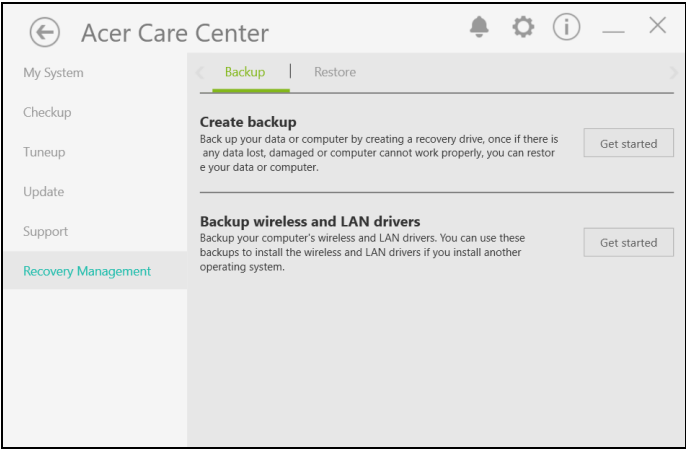 Acer Care Center
My System
Checkup
Tuneup
Update
Support
Recovery Management
Backup
Restore
Create backup
Back up your data or computer by creating a recovery drive, once if there is
any data lost, damaged or computer cannot work properly, you can restor
e your data or computer.
Get started
Backup wireless and LAN drivers
Backup your computer's wireless and LAN drivers. You can use these
backups to install the wireless and LAN drivers if you install another
operating system.
Get started